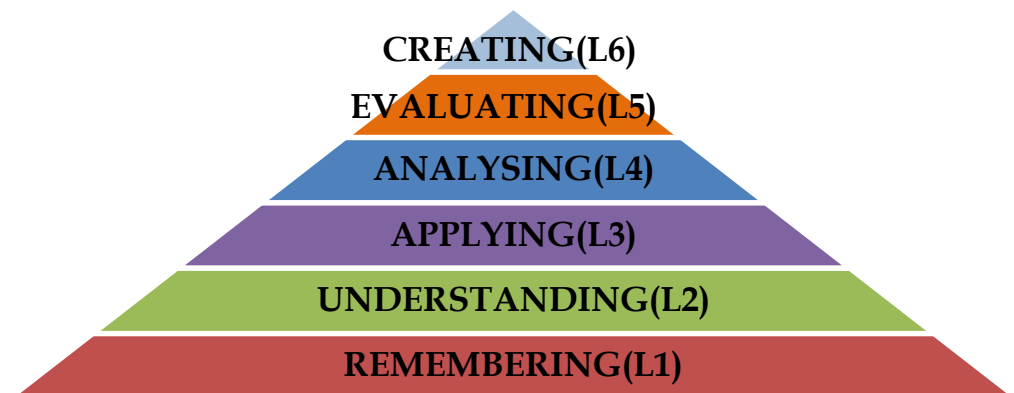 CREATING(L6)
EVALUATING(L5)
ANALYSING(L4)
APPLYING(L3)
UNDERSTANDING(L2)
REMEMBERING(L1)